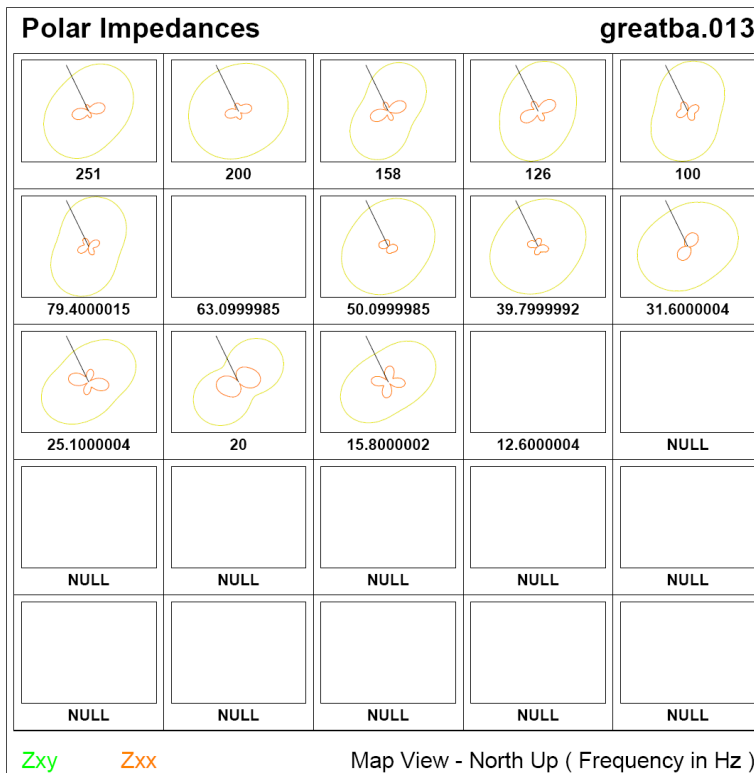 Polar Impedances greatba.013
251 200 158 126 100
79.4000015 63.0999985 50.0999985 39.7999992 31.6000004
25.1000004 20 15.8000002 12.6000004 NULL
NULL NULL NULL NULL NULL
NULL NULL NULL NULL NULL
Zxy Zxx Map View - North Up ( Frequency in Hz )